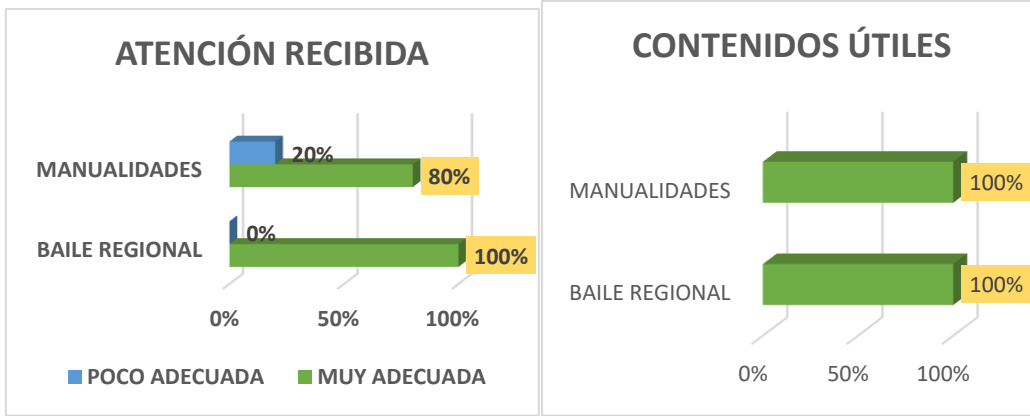 ATENCIÓN RECIBIDA
MANUALIDADES
20%
80%
BAILE REGIONAL
0%
100%
0% 50% 100%
POCO ADECUADA MUY ADECUADA
CONTENIDOS ÚTILES
MANUALIDADES
100%
BAILE REGIONAL
100%
0% 50% 100%